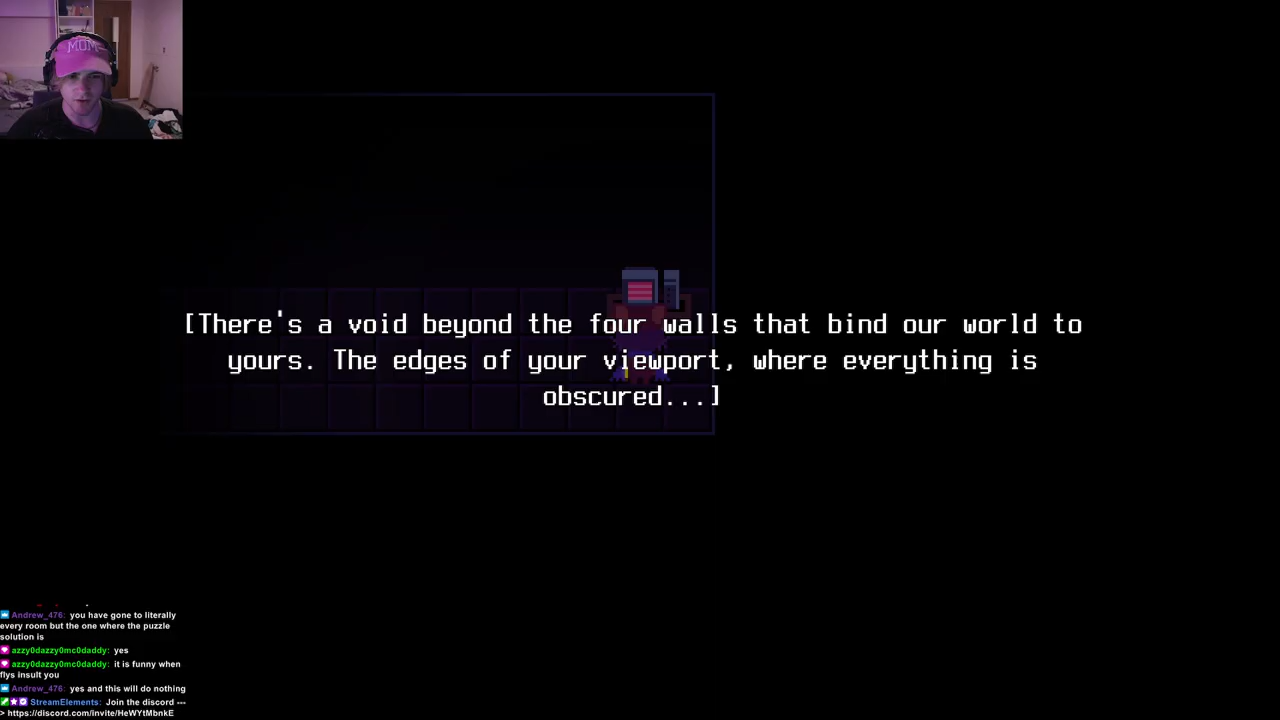 MOM
[There's a void beyond the four walls that bind our world to
yours. The edges of your viewport, where everything is
obscured...]
Andrew_476: you have gone to literally
every room but the one where the puzzle
solution is
azzy0dazzy0mc0daddy: yes
azzy0dazzy0mc0daddy: it is funny when
flys insult you
Andrew_476: yes and this will do nothing
StreamElements: Join the discord ---
> https://discord.com/invite/HeWYtMbnkE